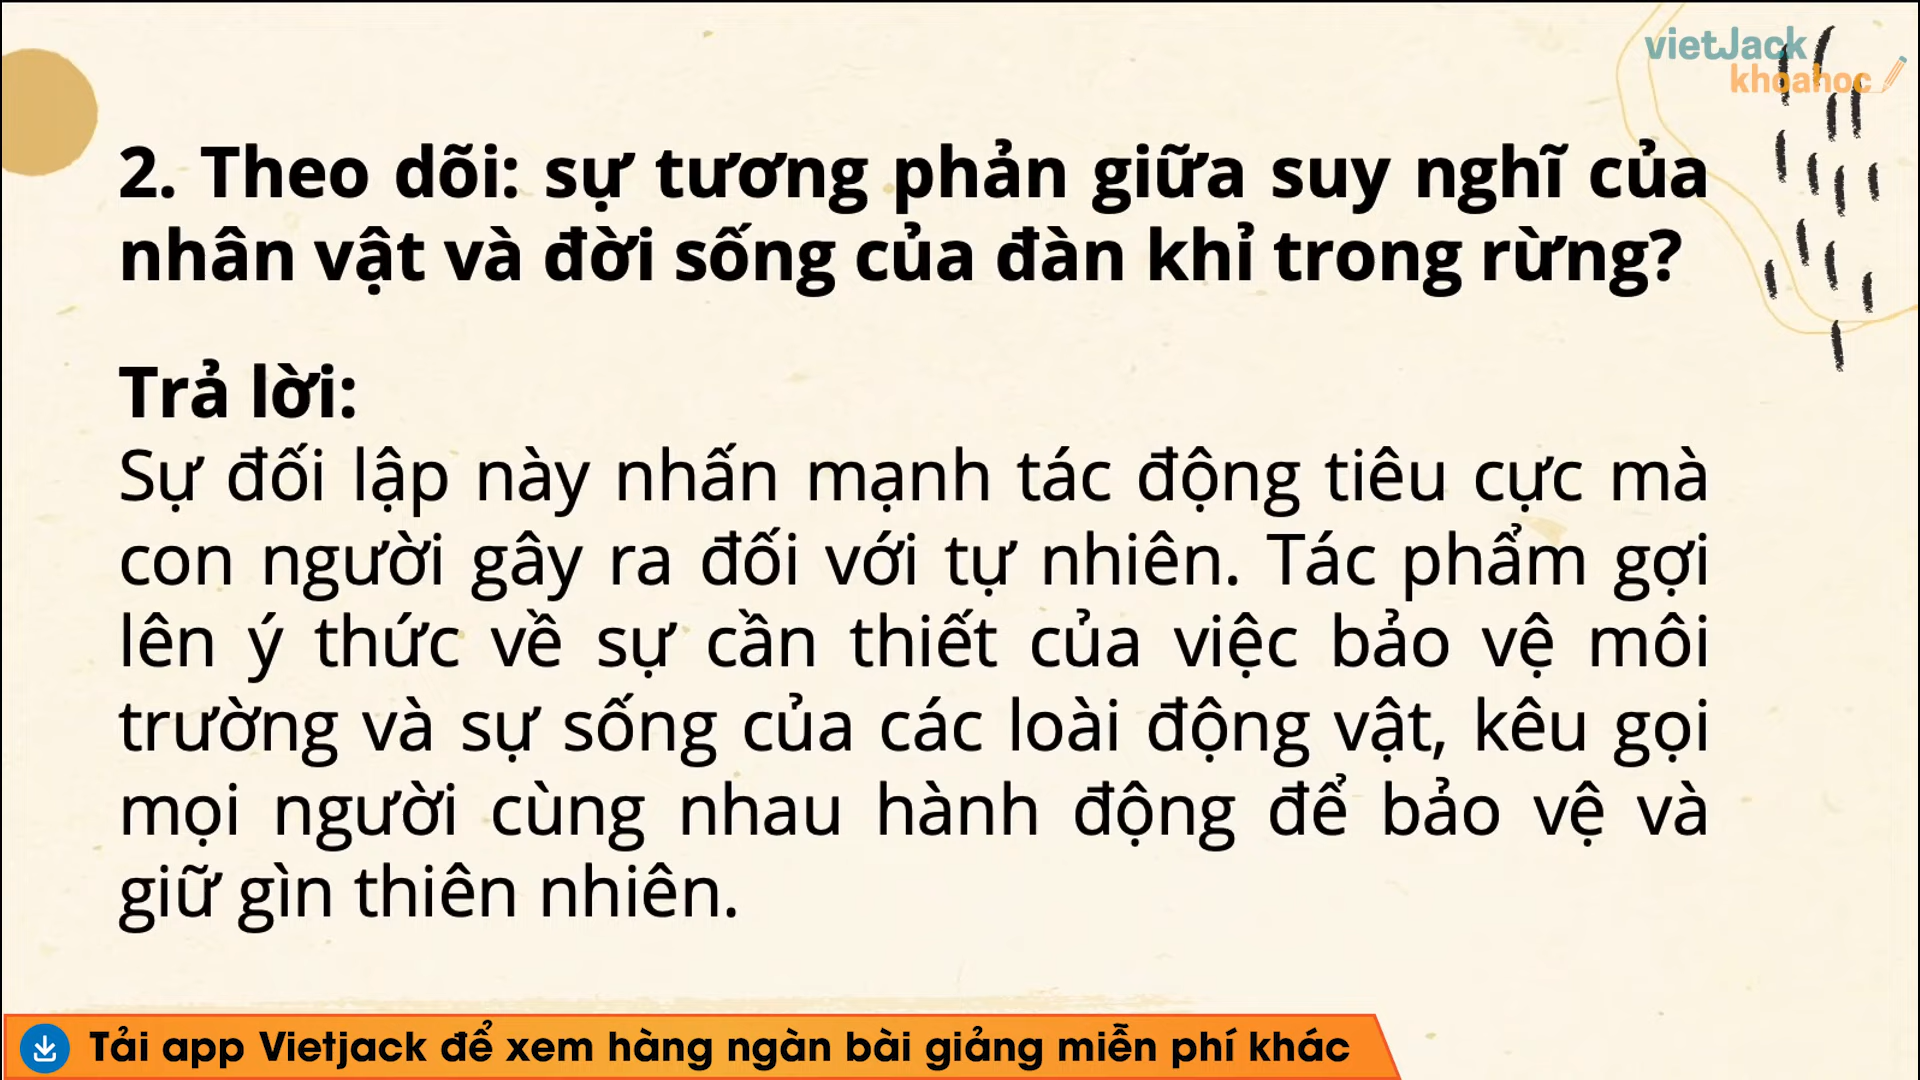 vietJack
khoahoc
2. Theo dõi: sự tương phản giữa suy nghĩ của
nhân vật và đời sống của đàn khỉ trong rừng?
Trả lời:
Sự đối lập này nhấn mạnh tác động tiêu cực mà
con người gây ra đối với tự nhiên. Tác phẩm gợi
lên ý thức về sự cần thiết của việc bảo vệ môi
trường và sự sống của các loài động vật, kêu gọi
mọi người cùng nhau hành động để bảo vệ và
giữ gìn thiên nhiên.
Tải app Vietjack để xem hàng ngàn bài giảng miễn phí khác